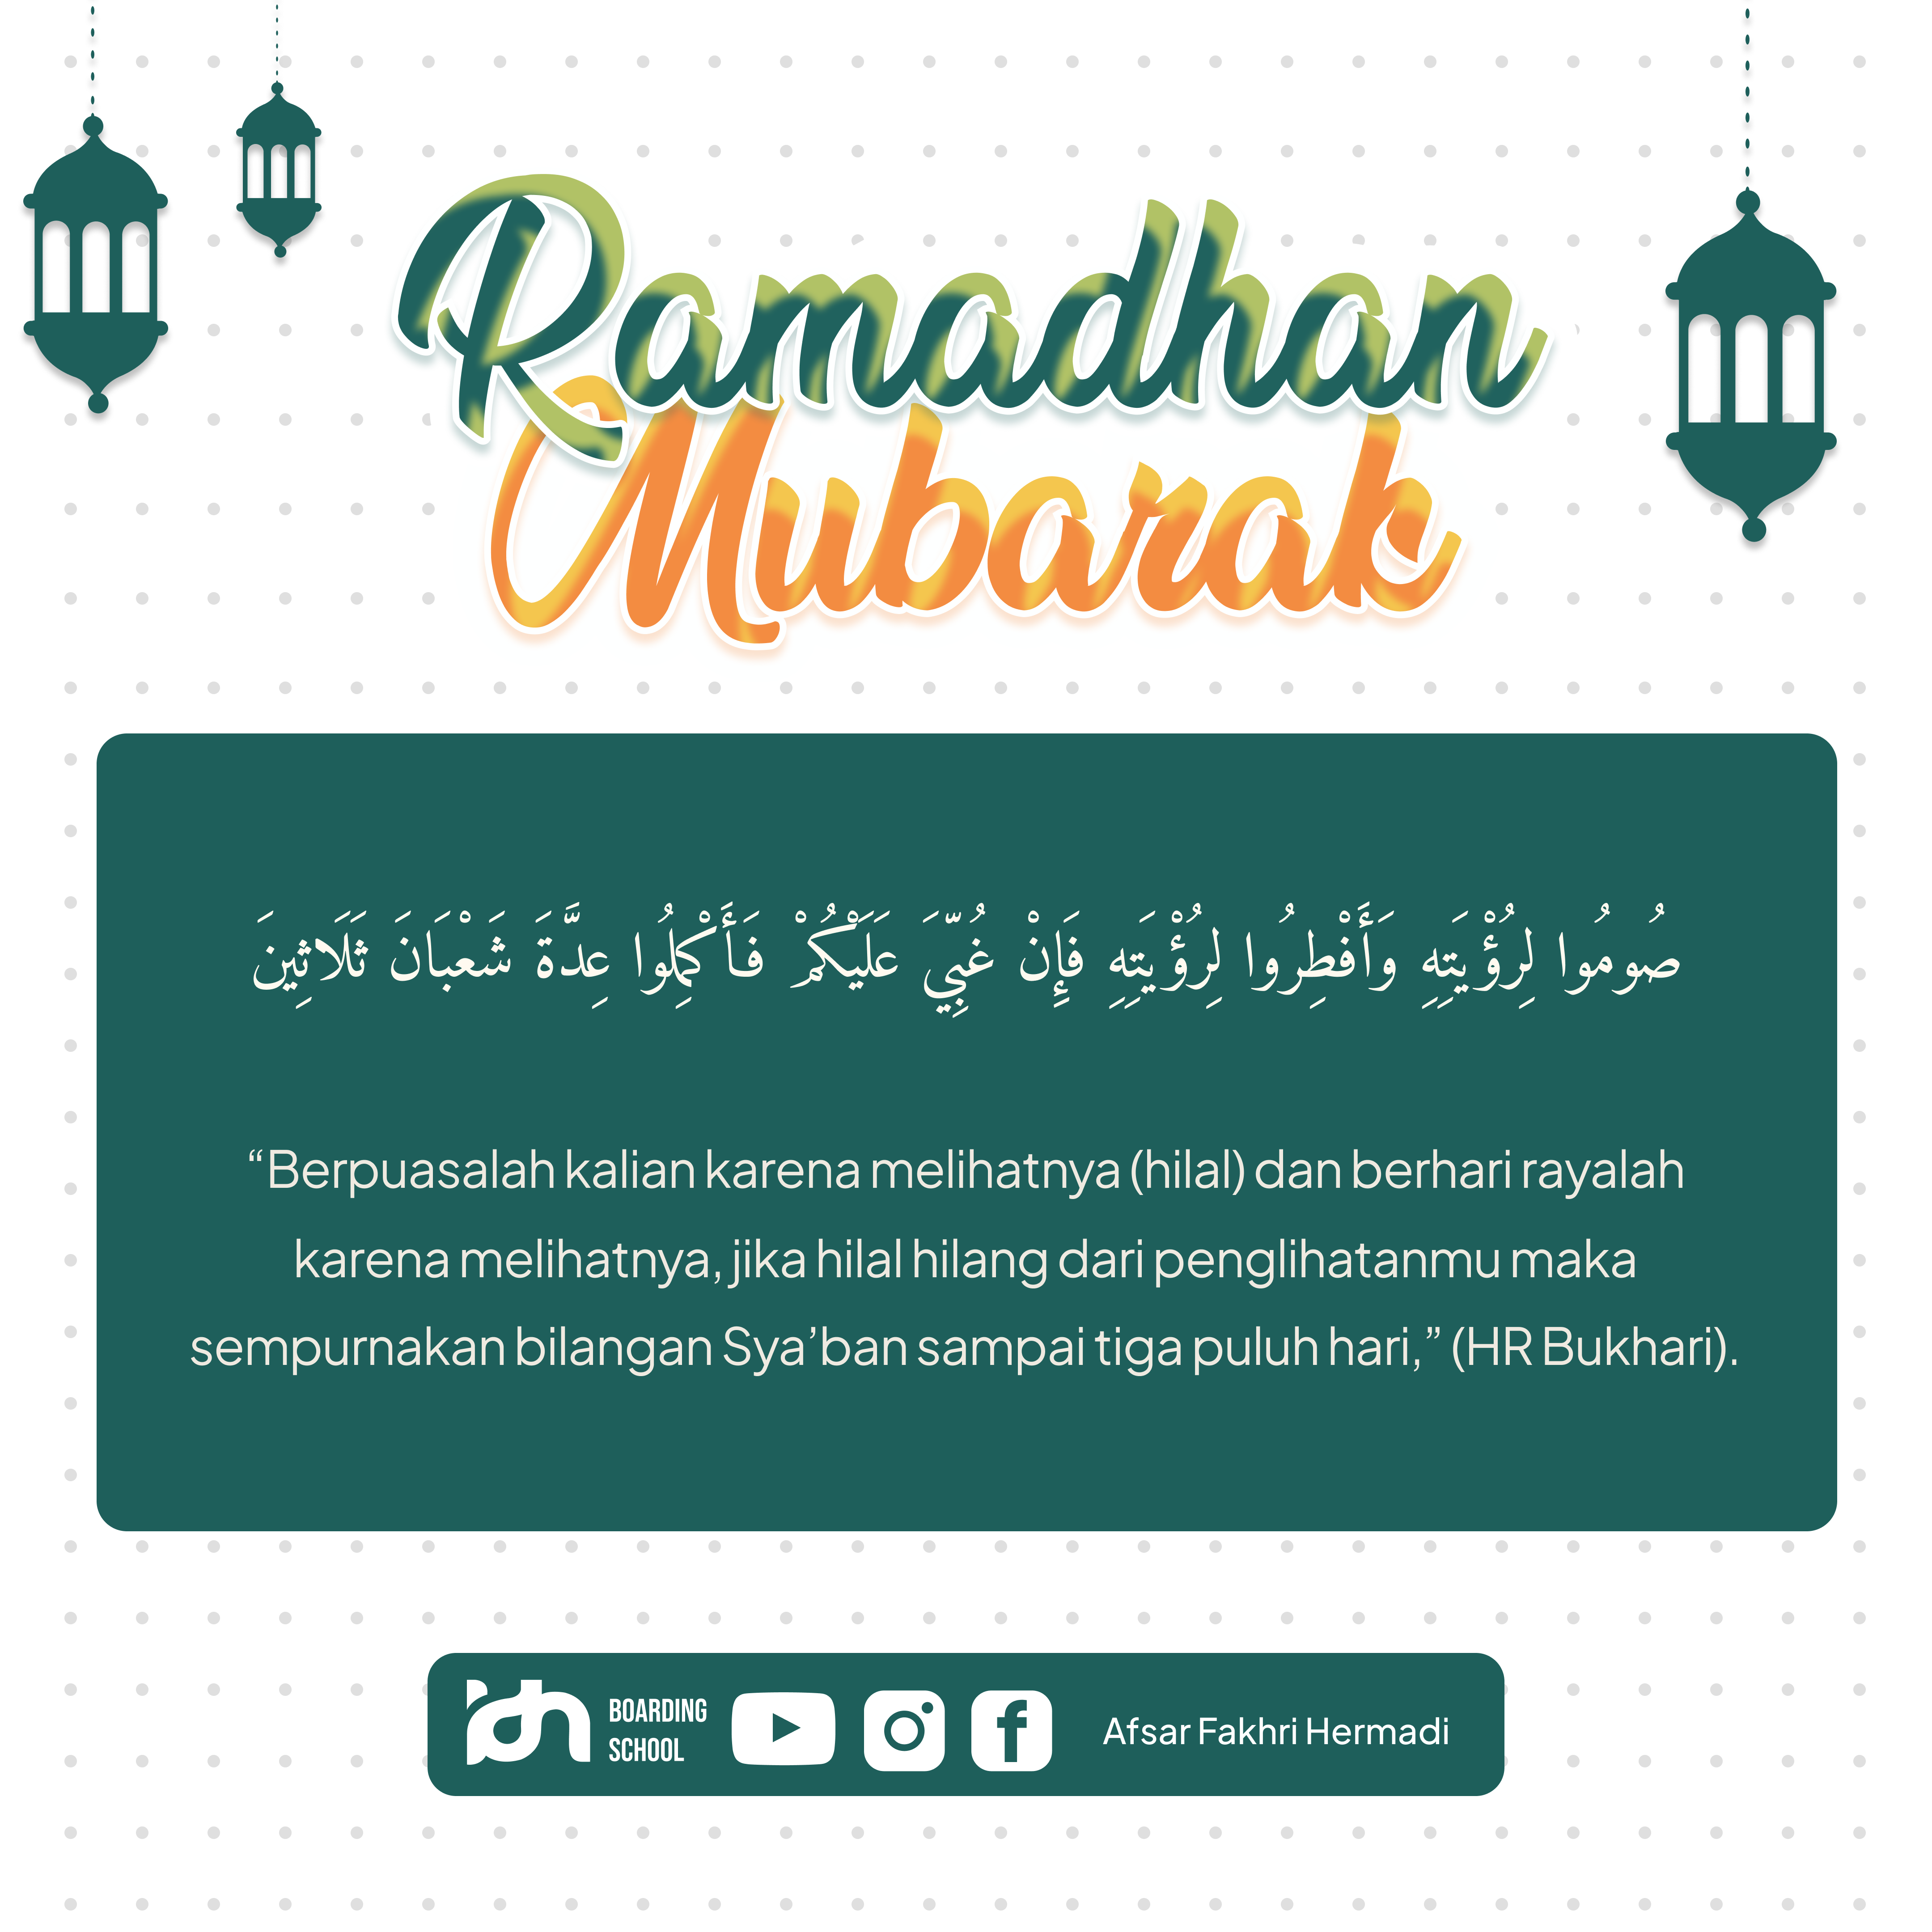 Ramadhan
Mubarak
صُومُوا لِرُؤْيَتِهِ وَأَفْطِرُوا لِرُؤْيَتِهِ فَإِنْ غُبِّيَ عَلَيْكُمْ فَأَكْمِلُوا عِدَّةَ شَعْبَانَ ثَلَاثِينَ
“Berpuasalah kalian karena melihatnya (hilal) dan berhari rayalah
karena melihatnya, jika hilal hilang dari penglihatanmu maka
sempurnakan bilangan Sya’ban sampai tiga puluh hari,” (HR Bukhari).
BOARDING
SCHOOL
Afsar Fakhri Hermadi